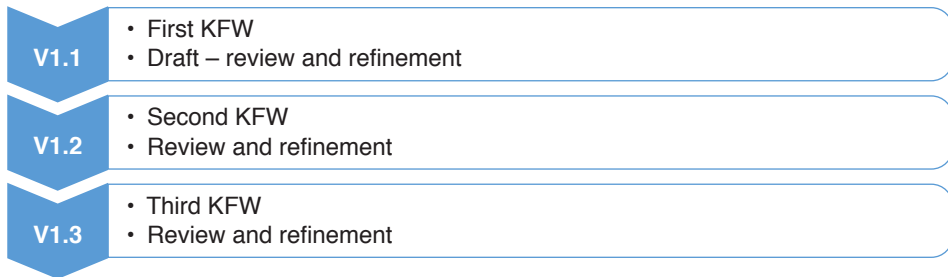 V1.1
• First KFW
• Draft – review and refinement
V1.2
• Second KFW
• Review and refinement
V1.3
• Third KFW
• Review and refinement